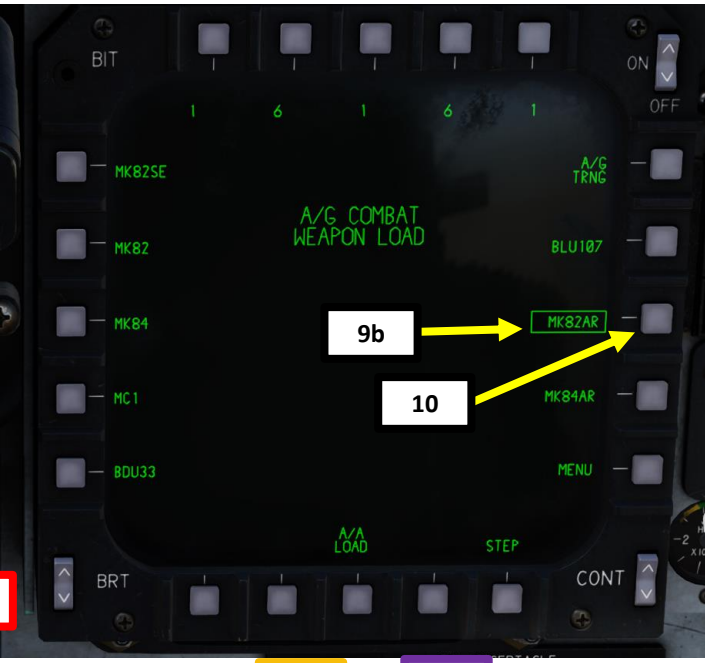 BIT
ON
OFF
1 6 1 6 1
MK82SE
A/G
TRNG
A/G COMBAT
WEAPON LOAD
MK82
BLU107
MK84
9b
MK82AR
MC1
10
MK84AR
BDU33
MENU
A/A
LOAD
STEP
BRT
CONT
-2